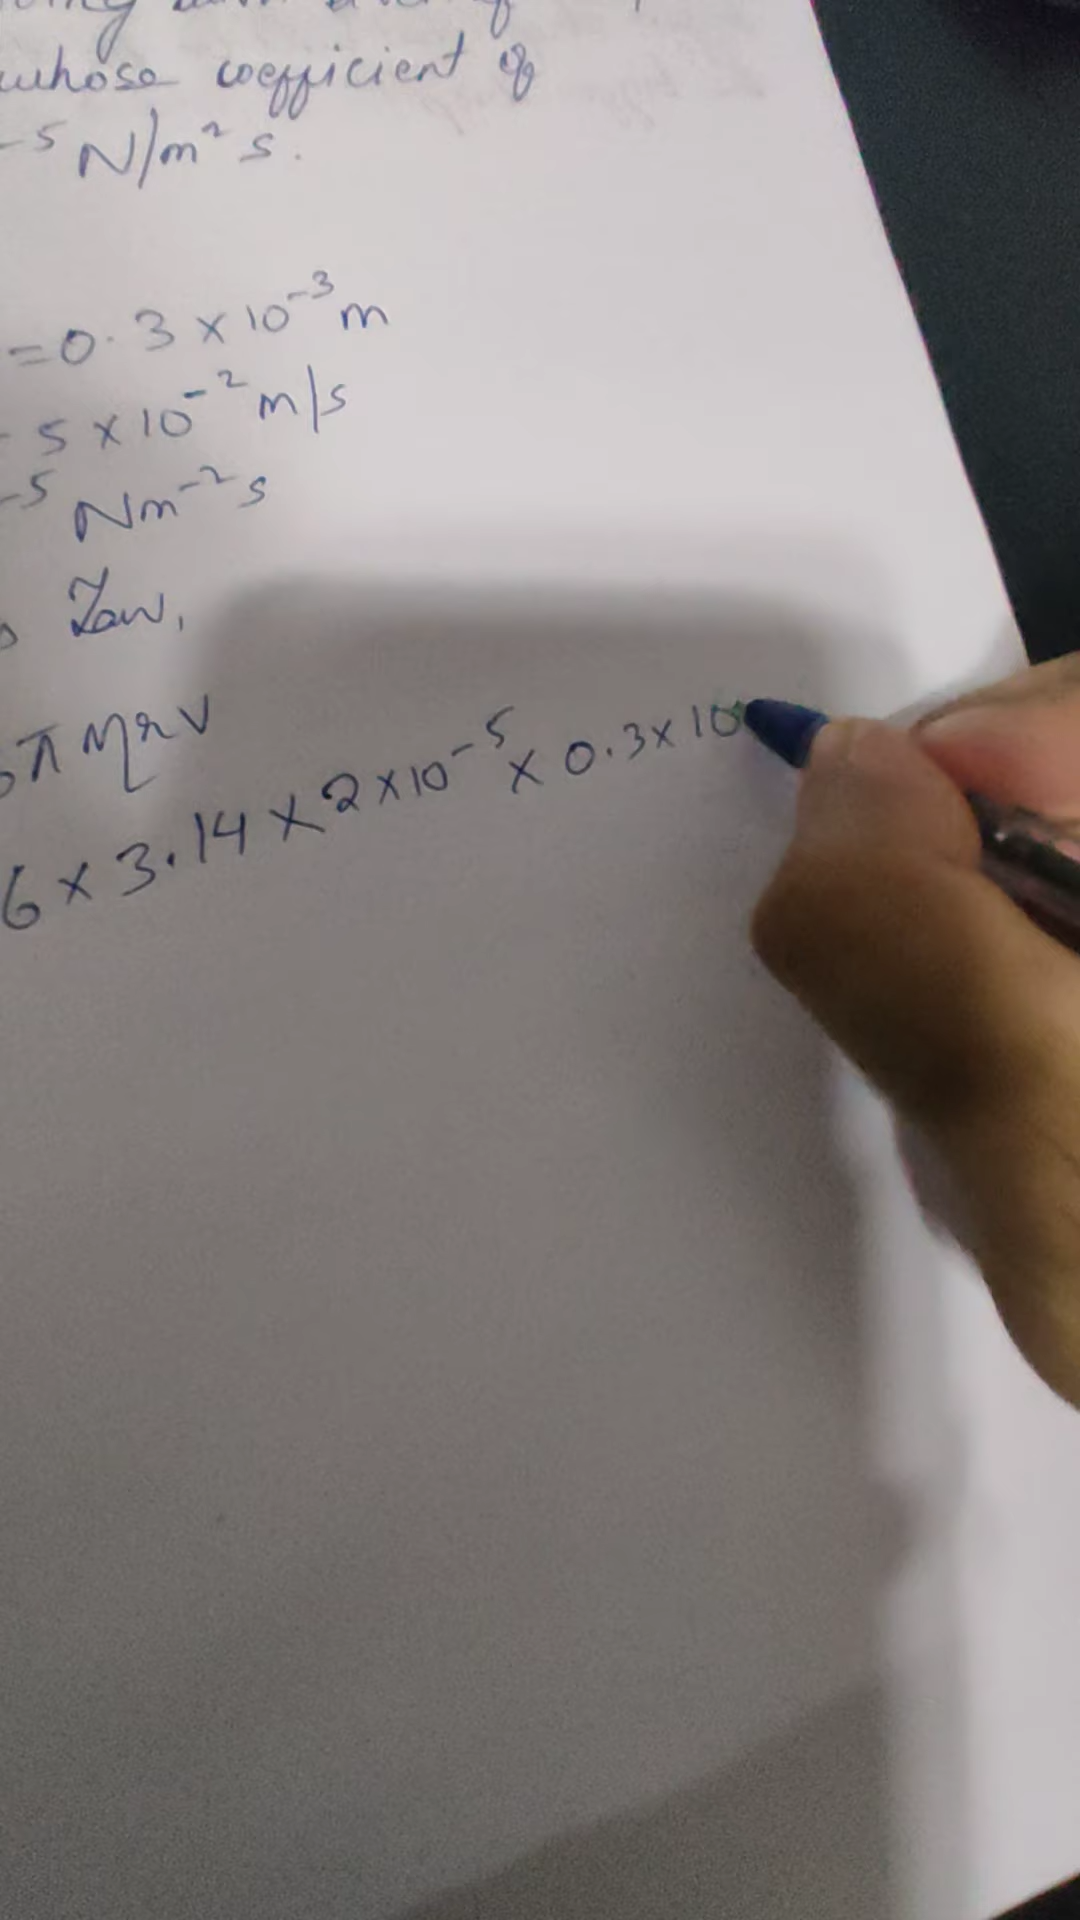 whose coefficient of
-5 N/m² s.
= 0.3 × 10⁻³ m
5 × 10⁻² m/s
-5 Nm⁻² s
Law,
π η r v
6 × 3.14 × 2 × 10⁻⁵ × 0.3 × 10